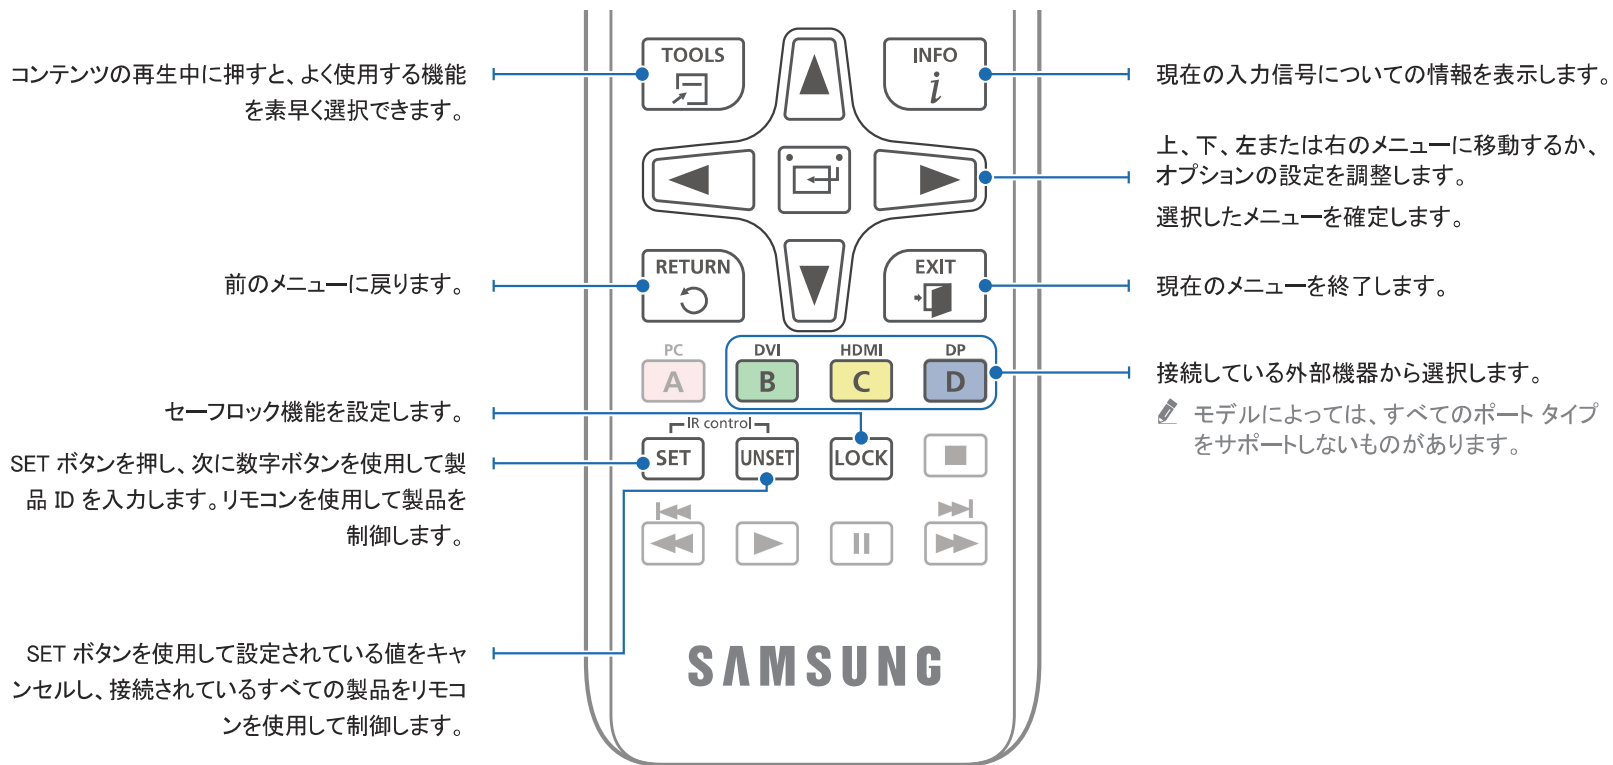 コンテンツの再生中に押すと、よく使用する機能
を素早く選択できます。
前のメニューに戻ります。
セーフロック機能を設定します。
SET ボタンを押し、次に数字ボタンを使用して製
品 ID を入力します。リモコンを使用して製品を
制御します。
SET ボタンを使用して設定されている値をキャ
ンセルし、接続されているすべての製品をリモコ
ンを使用して制御します。
TOOLS
INFO
i
RETURN
EXIT
PC
DVI
HDMI
DP
A
B
C
D
IR control
SET
UNSET
LOCK
SAMSUNG
現在の入力信号についての情報を表示します。
上、下、左または右のメニューに移動するか、
オプションの設定を調整します。
選択したメニューを確定します。
現在のメニューを終了します。
接続している外部機器から選択します。
モデルによっては、すべてのポート タイプ
をサポートしないものがあります。